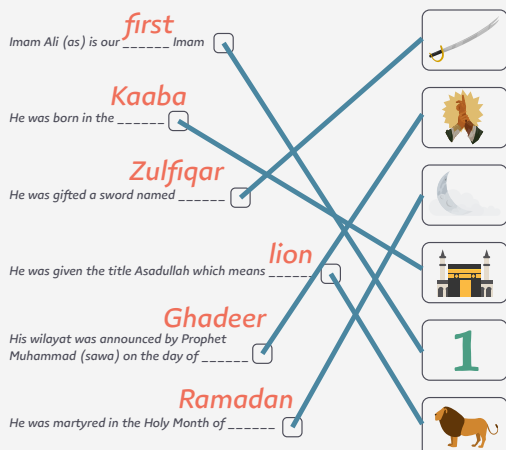 first
Imam Ali (as) is our ______ Imam
Kaaba
He was born in the ______
Zulfiqar
He was gifted a sword named ______
lion
He was given the title Asadullah which means ______
Ghadeer
His wilayat was announced by Prophet
Muhammad (sawa) on the day of ______
Ramadan
He was martyred in the Holy Month of ______
1